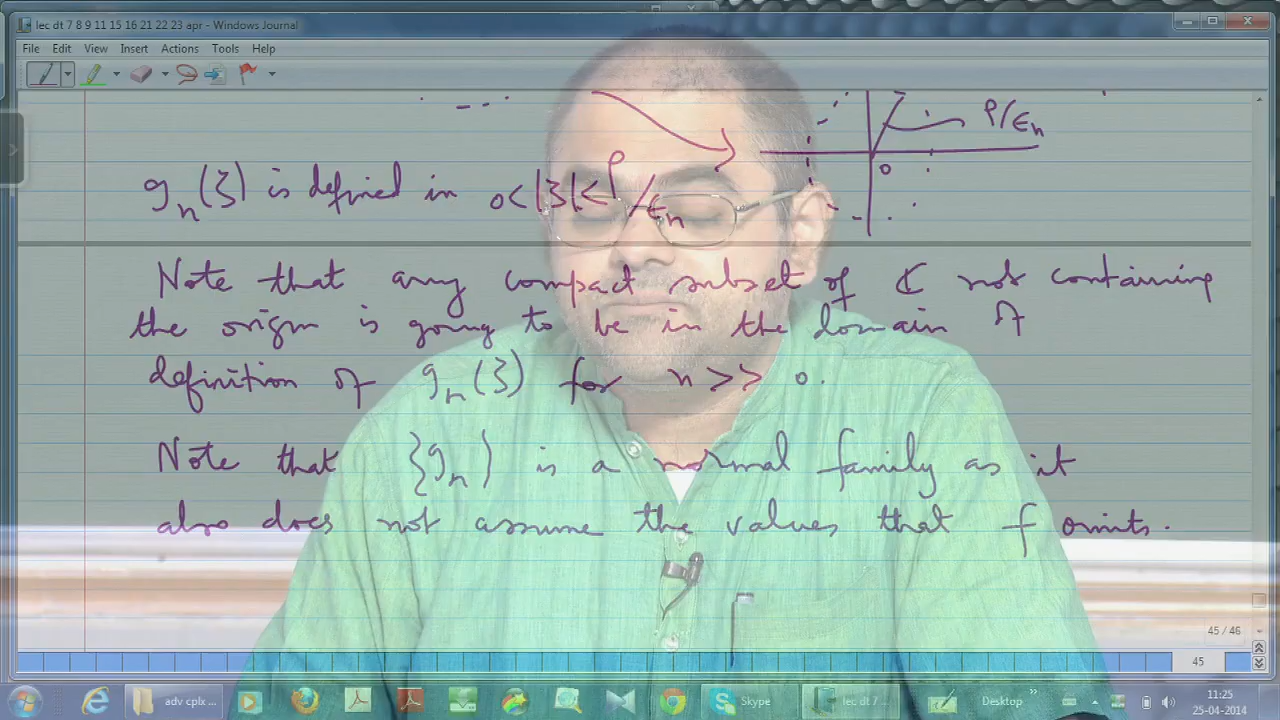 lec dt 7 8 9 11 15 16 21 22 23 apr - Windows Journal
File Edit View Insert Actions Tools Help
ρ/ϵₙ
0
gₙ(ζ) is defined in 0<|ζ|<ρ/ϵₙ
Note that any compact subset of ℂ not containing
the origin is going to be in the domain of
definition of gₙ(ζ) for n >> 0.
Note that {gₙ} is a normal family as it
also does not assume the values that f omits.
45 / 46
45
adv cplx ...
Skype
lec dt 7 ...
Desktop
11:25
25-04-2014